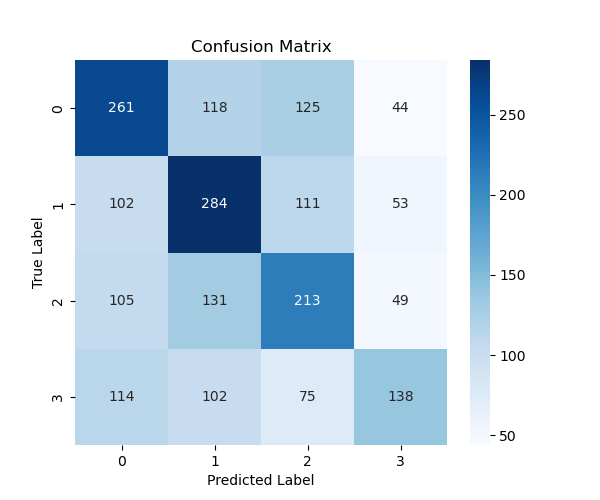 Confusion Matrix
0 261 118 125 44
1 102 284 111 53
2 105 131 213 49
3 114 102 75 138
0 1 2 3
True Label
Predicted Label
250
200
150
100
50